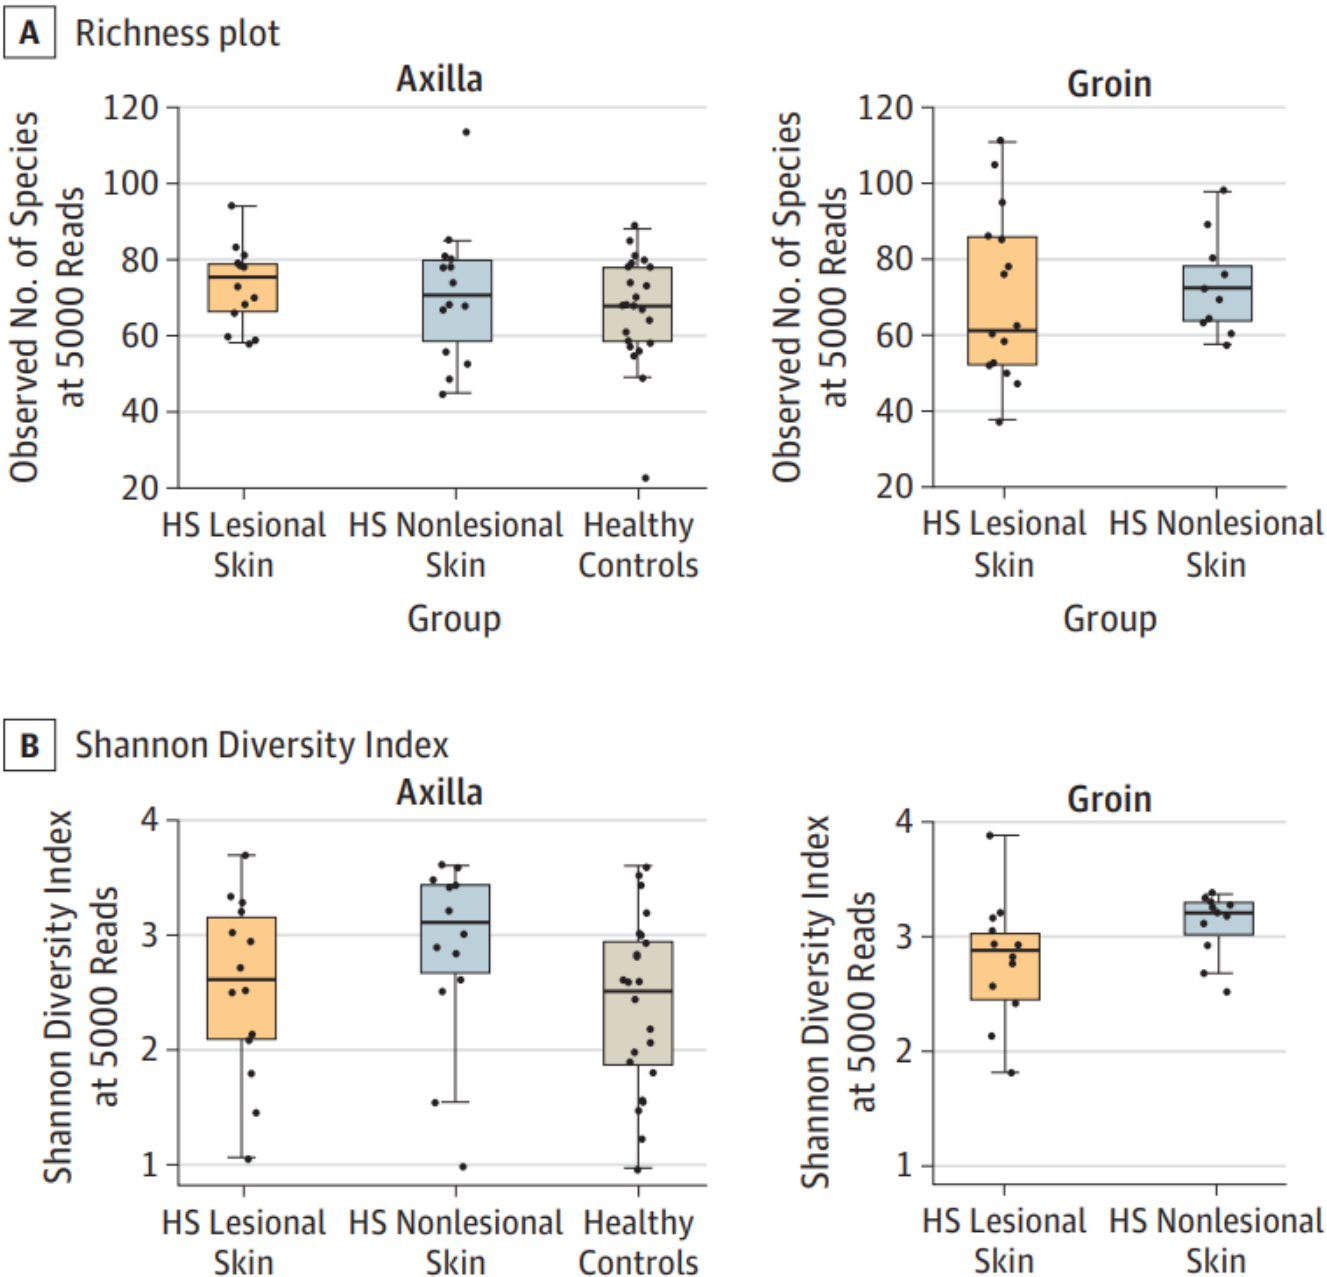 A Richness plot
Axilla
Observed No. of Species
at 5000 Reads
120
100
80
60
40
20
HS Lesional
Skin
HS Nonlesional
Skin
Healthy
Controls
Group
Groin
Observed No. of Species
at 5000 Reads
120
100
80
60
40
20
HS Lesional
Skin
HS Nonlesional
Skin
Group
B Shannon Diversity Index
Axilla
Shannon Diversity Index
at 5000 Reads
4
3
2
1
HS Lesional
Skin
HS Nonlesional
Skin
Healthy
Controls
Groin
Shannon Diversity Index
at 5000 Reads
4
3
2
1
HS Lesional
Skin
HS Nonlesional
Skin